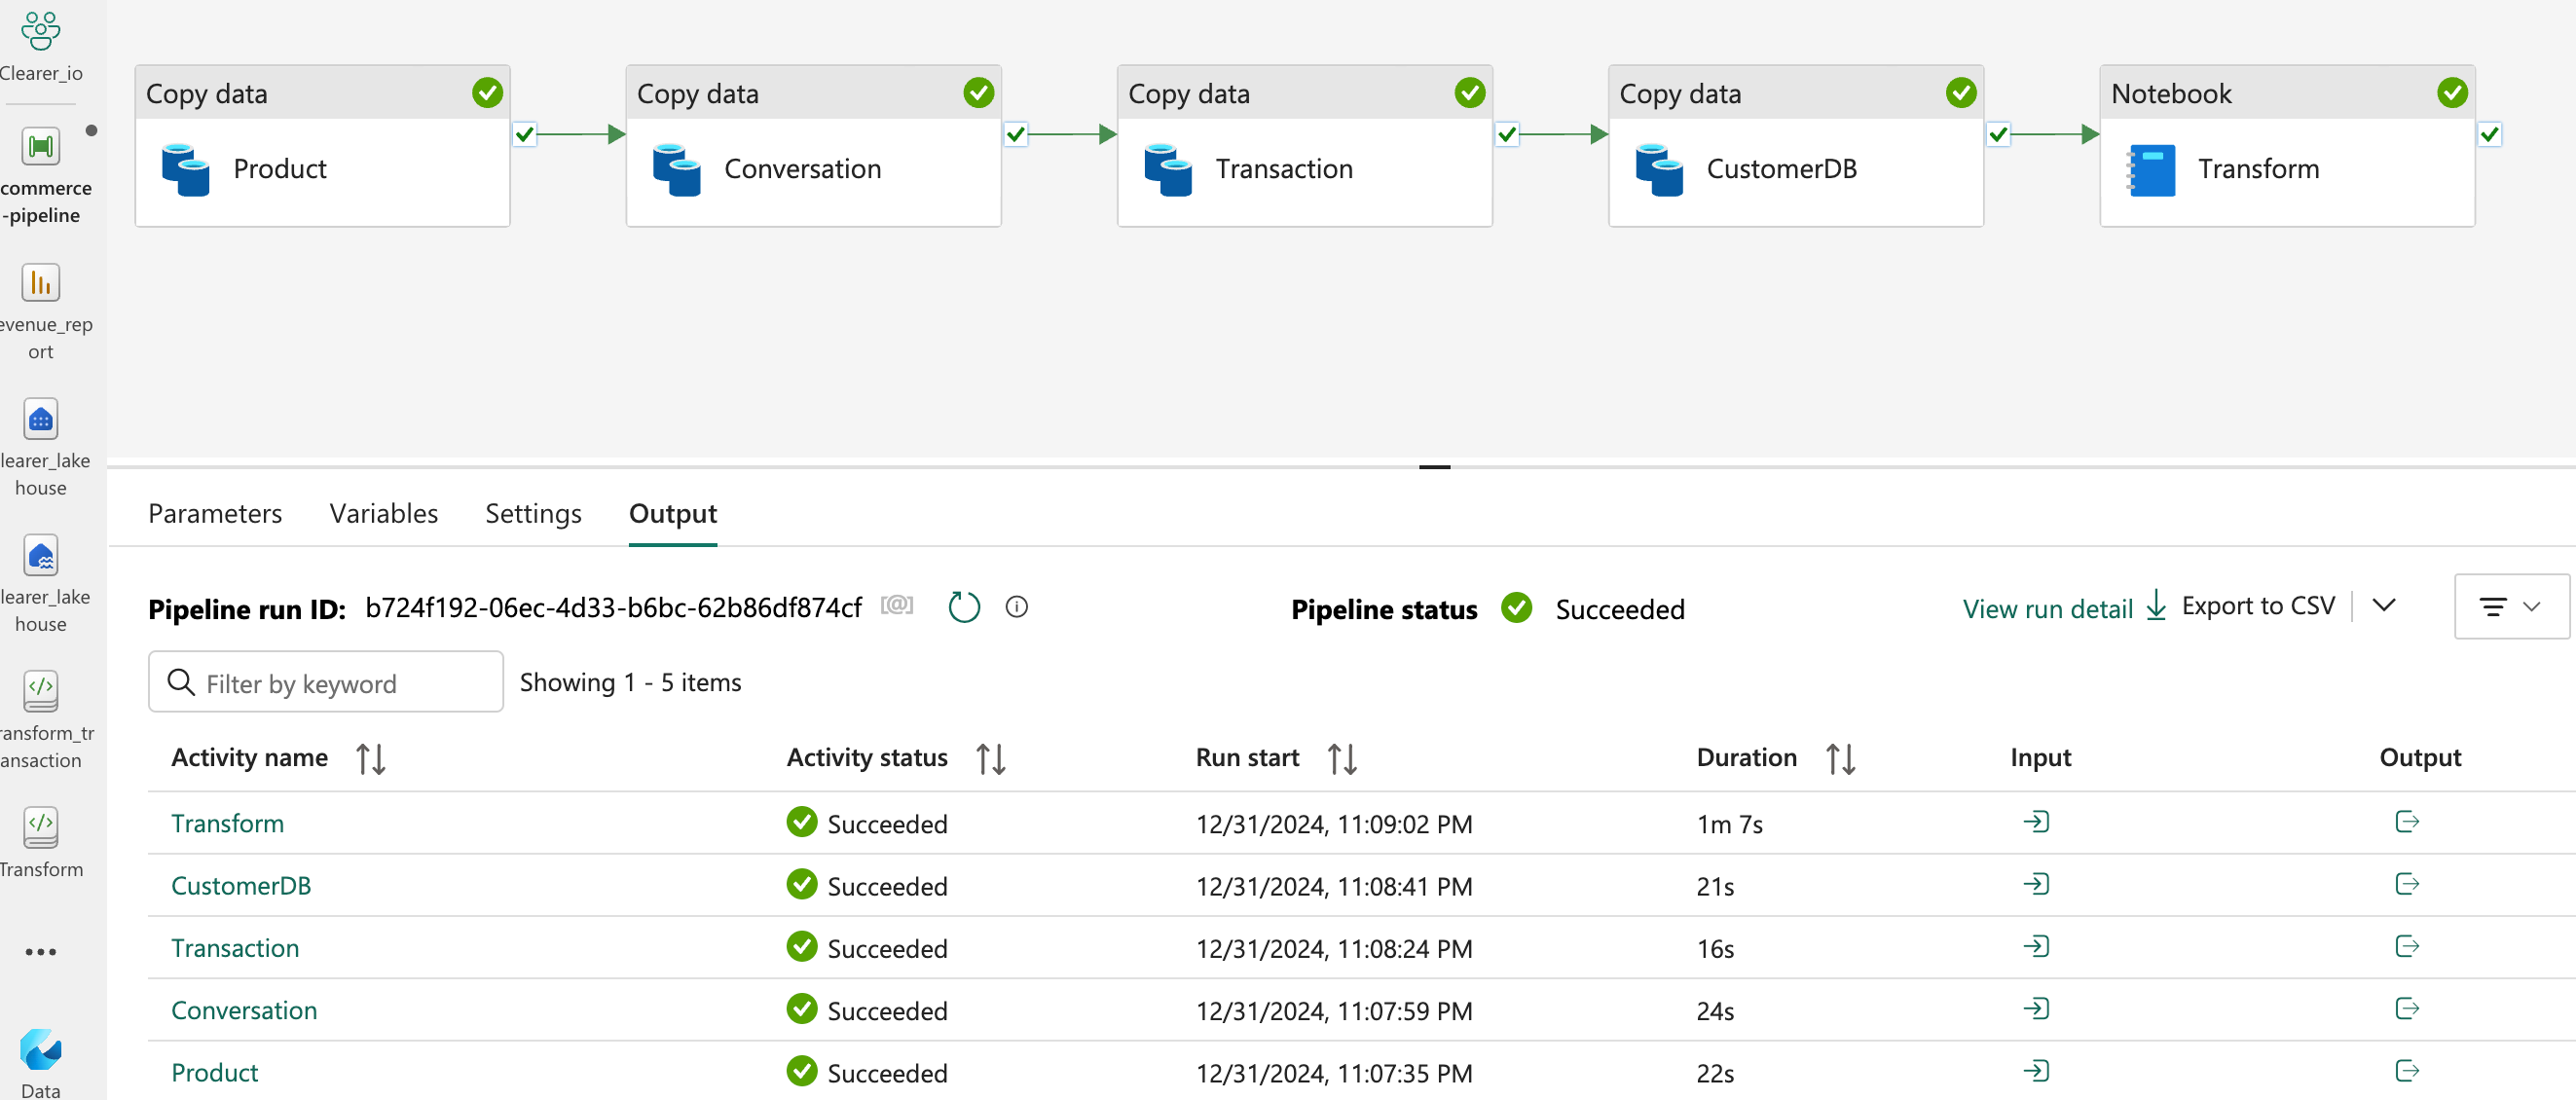 Clearer_io
commerce
-pipeline
evenue_rep
ort
learer_lake
house
learer_lake
house
ransform_tr
ansaction
Transform
Data
Copy data
Product
Copy data
Conversation
Copy data
Transaction
Copy data
CustomerDB
Notebook
Transform
Parameters Variables Settings Output
Pipeline run ID: b724f192-06ec-4d33-b6bc-62b86df874cf [@] Pipeline status Succeeded View run detail Export to CSV
Filter by keyword Showing 1 - 5 items
Activity name Activity status Run start Duration Input Output
Transform Succeeded 12/31/2024, 11:09:02 PM 1m 7s
CustomerDB Succeeded 12/31/2024, 11:08:41 PM 21s
Transaction Succeeded 12/31/2024, 11:08:24 PM 16s
Conversation Succeeded 12/31/2024, 11:07:59 PM 24s
Product Succeeded 12/31/2024, 11:07:35 PM 22s